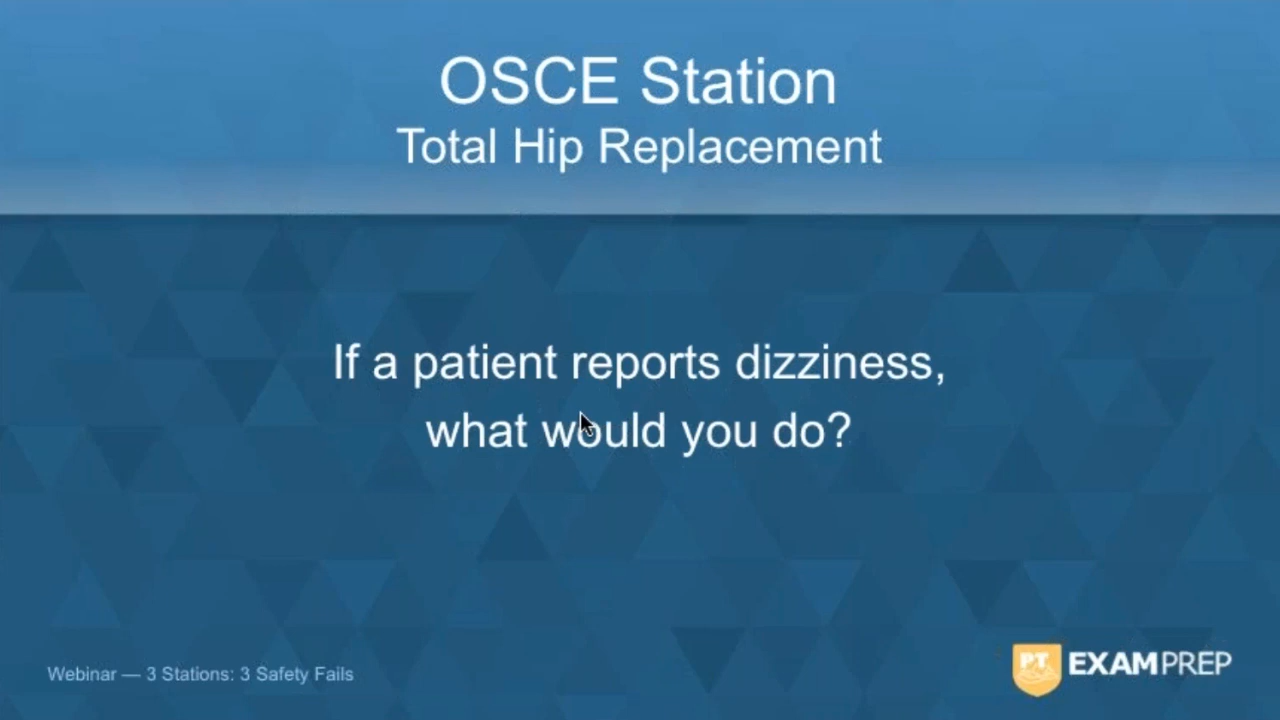 OSCE Station
Total Hip Replacement
If a patient reports dizziness,
what would you do?
Webinar — 3 Stations: 3 Safety Fails
PT EXAMPREP